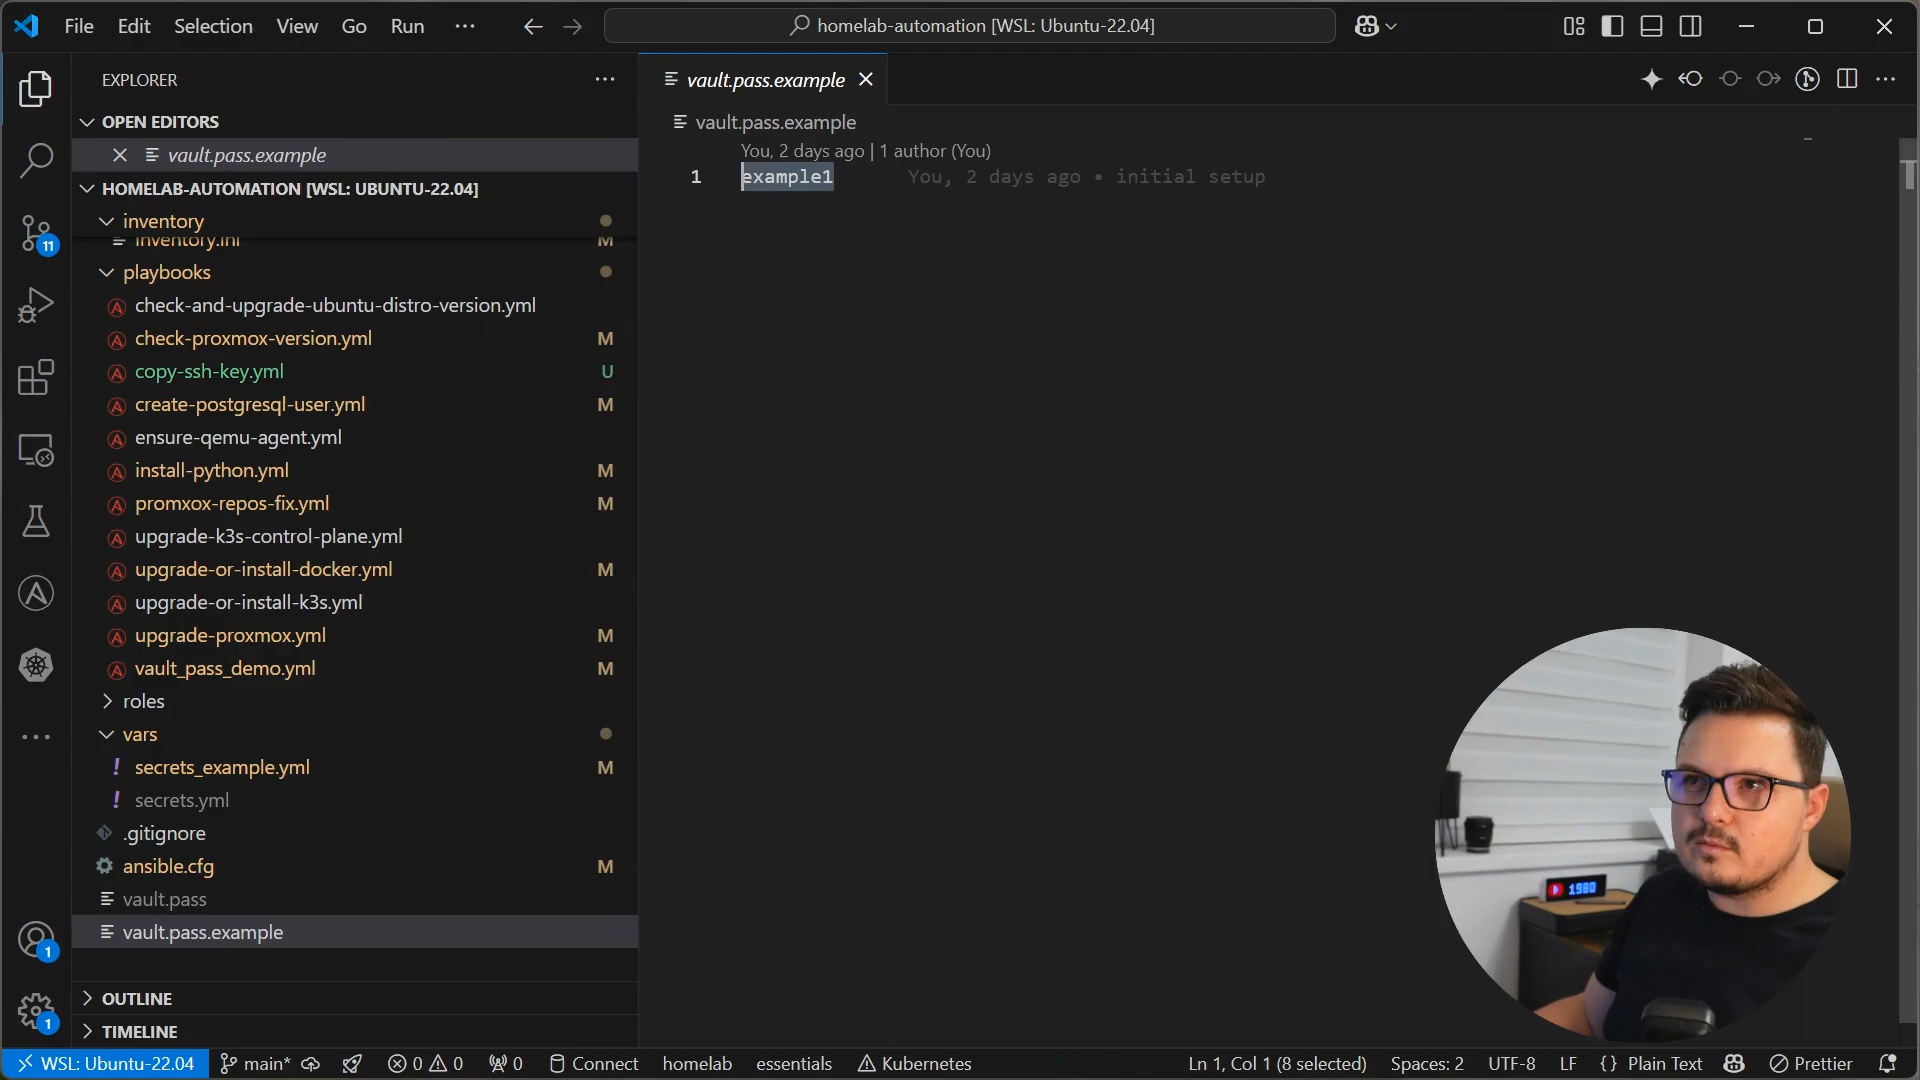 File Edit Selection View Go Run ··· homelab-automation [WSL: Ubuntu-22.04]
EXPLORER ···
vault.pass.example
OPEN EDITORS
vault.pass.example
vault.pass.example
You, 2 days ago | 1 author (You)
1 example1 You, 2 days ago • initial setup
HOMELAB-AUTOMATION [WSL: UBUNTU-22.04]
inventory
inventory.ini M
playbooks
check-and-upgrade-ubuntu-distro-version.yml
check-proxmox-version.yml M
copy-ssh-key.yml U
create-postgresql-user.yml M
ensure-qemu-agent.yml
install-python.yml M
promxox-repos-fix.yml M
upgrade-k3s-control-plane.yml
upgrade-or-install-docker.yml M
upgrade-or-install-k3s.yml
upgrade-proxmox.yml M
vault_pass_demo.yml M
roles
vars
! secrets_example.yml M
! secrets.yml
.gitignore
ansible.cfg M
vault.pass
vault.pass.example
OUTLINE
TIMELINE
11
1
1
1980
WSL: Ubuntu-22.04 main* 0 0 0 Connect homelab essentials Kubernetes Ln 1, Col 1 (8 selected) Spaces: 2 UTF-8 LF {} Plain Text Prettier